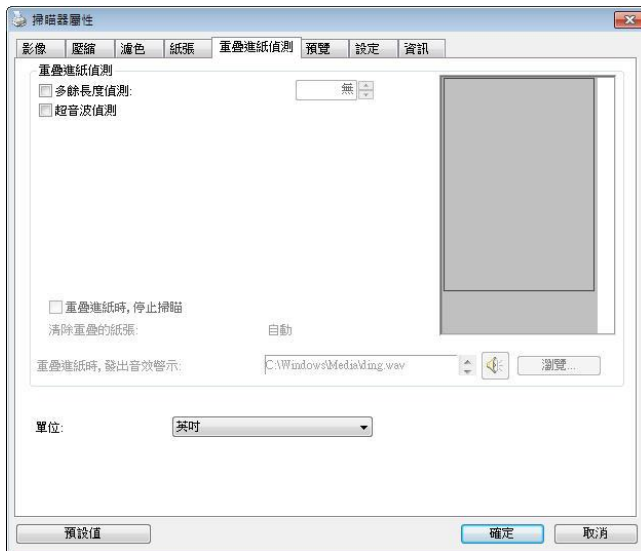 掃瞄器屬性
影像 壓縮 濾色 紙張 重疊進紙偵測 預覽 設定 資訊
重疊進紙偵測
多餘長度偵測: 無
超音波偵測
重疊進紙時, 停止掃瞄
清除重疊的紙張: 自動
重疊進紙時, 發出音效警示: C:\Windows\Media\ding.wav 瀏覽...
單位: 英吋
預設值 確定 取消